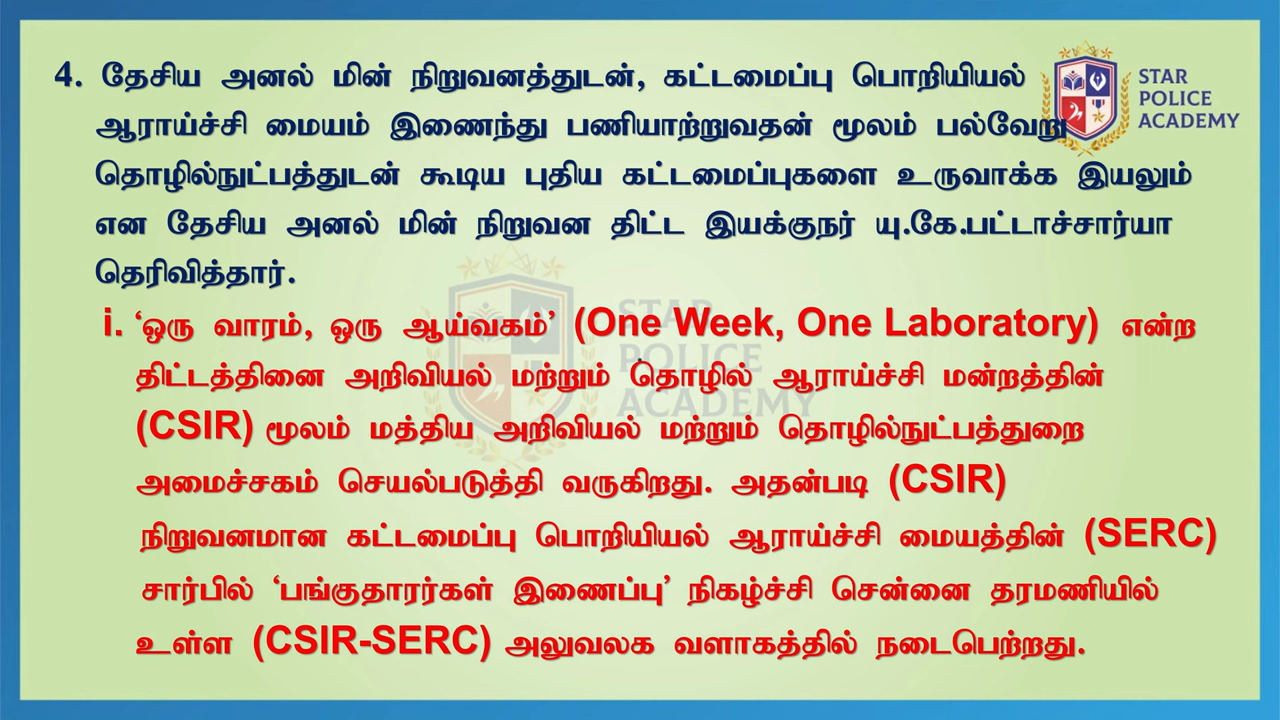 4. தேசிய அனல் மின் நிறுவனத்துடன், கட்டமைப்பு பொறியியல்
ஆராய்ச்சி மையம் இணைந்து பணியாற்றுவதன் மூலம் பல்வேறு
தொழில்நுட்பத்துடன் கூடிய புதிய கட்டமைப்புகளை உருவாக்க இயலும்
என தேசிய அனல் மின் நிறுவன திட்ட இயக்குநர் யு.கே.பட்டாச்சார்யா
தெரிவித்தார்.
i. ‘ஒரு வாரம், ஒரு ஆய்வகம்’ (One Week, One Laboratory) என்ற
திட்டத்தினை அறிவியல் மற்றும் தொழில் ஆராய்ச்சி மன்றத்தின்
(CSIR) மூலம் மத்திய அறிவியல் மற்றும் தொழில்நுட்பத்துறை
அமைச்சகம் செயல்படுத்தி வருகிறது. அதன்படி (CSIR)
நிறுவனமான கட்டமைப்பு பொறியியல் ஆராய்ச்சி மையத்தின் (SERC)
சார்பில் ‘பங்குதாரர்கள் இணைப்பு’ நிகழ்ச்சி சென்னை தரமணியில்
உள்ள (CSIR-SERC) அலுவலக வளாகத்தில் நடைபெற்றது.
STAR
POLICE
ACADEMY
STAR
POLICE
ACADEMY